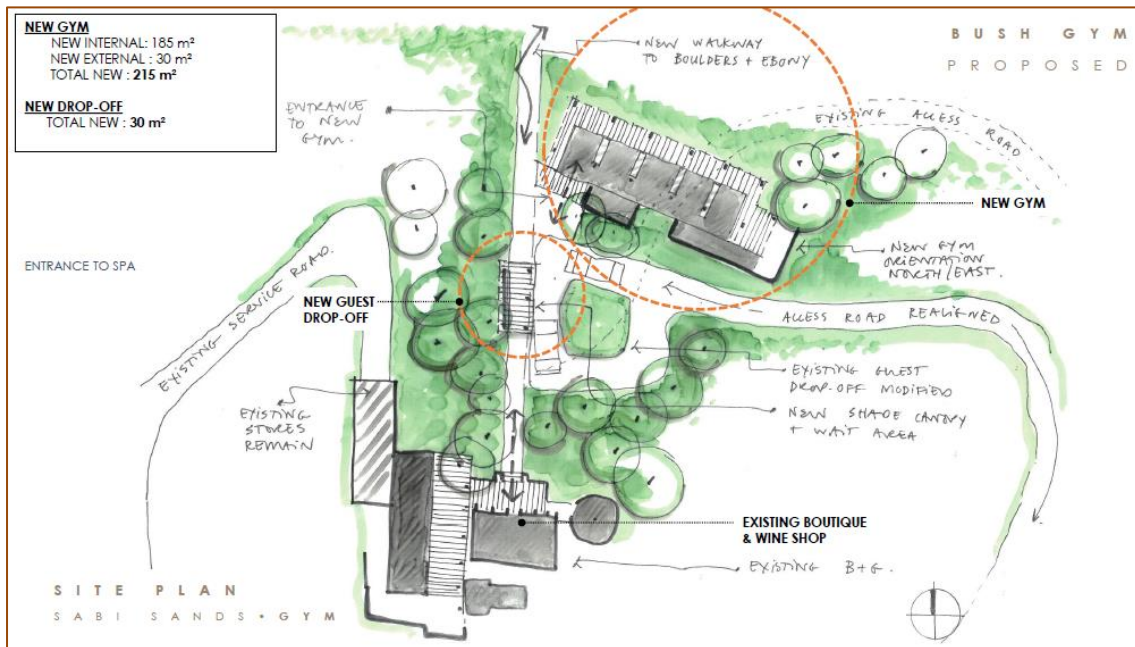 NEW GYM
NEW INTERNAL: 185 m²
NEW EXTERNAL : 30 m²
TOTAL NEW : 215 m²
NEW DROP-OFF
TOTAL NEW : 30 m²
BUSH GYM
PROPOSED
NEW WALKWAY
TO BOULDERS + EBONY
ENTRANCE
TO NEW
GYM.
EXISTING ACCESS
ROAD
NEW GYM
NEW GYM
ORIENTATION
NORTH/EAST.
ENTRANCE TO SPA
EXISTING SERVICE ROAD.
NEW GUEST
DROP-OFF
ACCESS ROAD REALIGNED
EXISTING GUEST
DROP-OFF MODIFIED
NEW SHADE CANOPY
+ WAIT AREA
EXISTING
STORES
REMAIN
EXISTING BOUTIQUE
& WINE SHOP
EXISTING B+G.
SITE PLAN
SABI SANDS • GYM